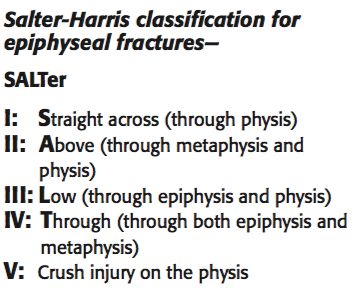 Salter-Harris classification for
epiphyseal fractures—
SALTer
I: Straight across (through physis)
II: Above (through metaphysis and
physis)
III: Low (through epiphysis and physis)
IV: Through (through both epiphysis and
metaphysis)
V: Crush injury on the physis